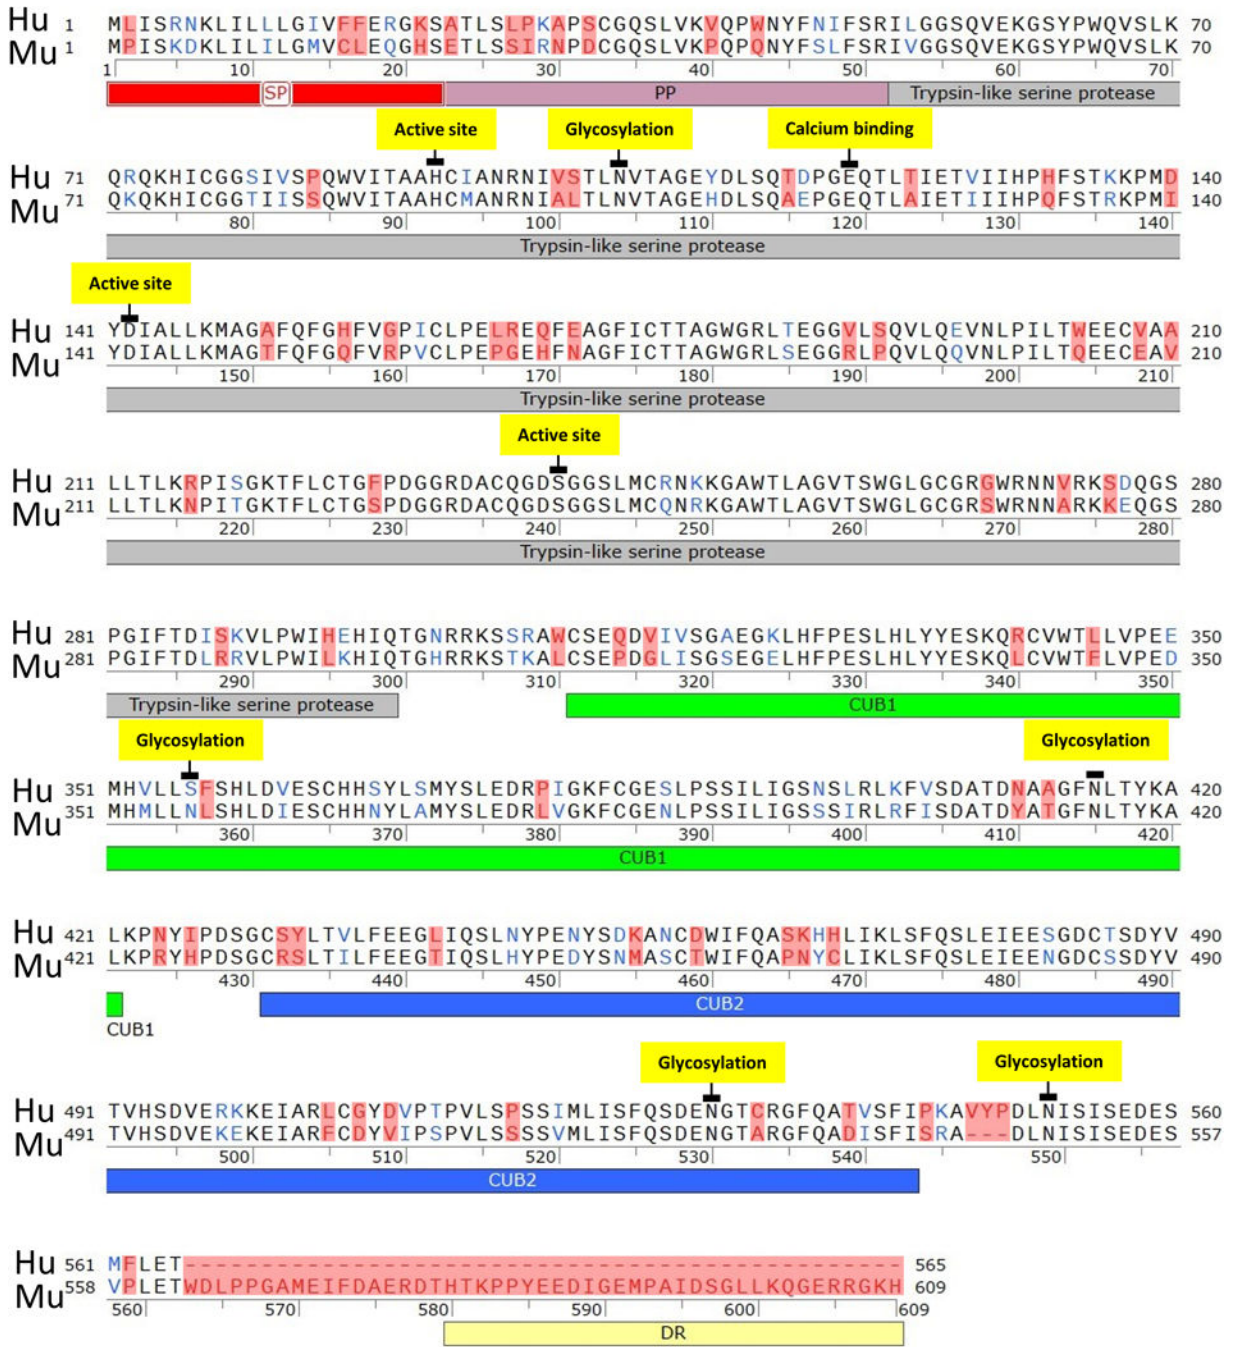 Hu 1 MLISRNKLILLLGIVFFERGKSATLSLPKAPSCGQSLVKVQPWNYFNIFSRILGGSQVEKGSYPWQVSLK 70
Mu 1 MPISKDKLILILGMVCLEQGHSETLSSIRNPDCGQSLVKPQPQNYFSLFSRIVGGSQVEKGSYPWQVSLK 70
1 10 20 30 40 50 60 70
SP PP Trypsin-like serine protease
Active site Glycosylation Calcium binding
Hu 71 QRQKHICGGSIVSPQWVITAAHCIANRNIVSTLNVTAGEYDLSQTDPGEQTLTIETVIIHPHFSTKKPMD 140
Mu 71 QKQKHICGGTIISSQWVITAAHCMANRNIALTLNVTAGEHDLSQAEPGEQTLAIETIIIHPQFSTRKPMI 140
80 90 100 110 120 130 140
Trypsin-like serine protease
Active site
Hu 141 YDIALLKMAGAFQFGHFVGPICLPELREQFEAGFICTTAGWGRLTEGGVLSQVLQEVNLPILTWEECVAA 210
Mu 141 YDIALLKMAGTFQFGQFVRPVCLPEPGEHFNAGFICTTAGWGRLSEGGRLPQVLQQVNLPILTQEECEAV 210
150 160 170 180 190 200 210
Trypsin-like serine protease
Active site
Hu 211 LLTLKRPISGKTFLCTGFPDGGRDACQGDSGGSLMCRNKKGAWTLAGVTSWGLGCGRGWRNNVRKSDQGS 280
Mu 211 LLTLKNPITGKTFLCTGSPDGGRDACQGDSGGSLMCQNRKGAWTLAGVTSWGLGCGRSWRNNARKKEQGS 280
220 230 240 250 260 270 280
Trypsin-like serine protease
Hu 281 PGIFTDISKVLPWIHEHIQTGNRRKSSRAWCSEQDVIVSGAEGKLHFPESLHLYYESKQRCVWTLLVPEE 350
Mu 281 PGIFTDLRRVLPWILKHIQTGHRRKSTKALCSEPDGLISGSEGELHFPESLHLYYESKQLCVWTFLVPED 350
290 300 310 320 330 340 350
Trypsin-like serine protease CUB1
Glycosylation Glycosylation
Hu 351 MHVLLSFSHLDVESCHHSYLSMYSLEDRPIGKFCGESLPSSILIGSNSLRLKFVSDATDNAAGFNLTYKA 420
Mu 351 MHMLLNLSHLDIESCHHNYLAMYSLEDRLVGKFCGENLPSSILIGSSSIRLRFISDATDYATGFNLTYKA 420
360 370 380 390 400 410 420
CUB1
Hu 421 LKPNYIPDSGCSYLTVLFEEGLIQSLNYPENYSDKANCDWIFQASKHHLIKLSFQSLEIEESGDCTSDYV 490
Mu 421 LKPRYHPDSGCRSLTILFEEGTIQSLHYPEDYSNMASCTWIFQAPNYCLIKLSFQSLEIEENGDCSSDYV 490
430 440 450 460 470 480 490
CUB1 CUB2
Glycosylation Glycosylation
Hu 491 TVHSDVERKKEIARLCGYDVPTPVLSPSSIMLISFQSDENGTCRGFQATVSFIPKAVYPDLNISISEDES 560
Mu 491 TVHSDVEKEKEIARFCDYVIPSPVLSSSSVMLISFQSDENGTARGFQADISFISRA---DLNISISEDES 557
500 510 520 530 540 550
CUB2
Hu 561 MFLET----------------------------------------------- 565
Mu 558 VPLETWDLPPGAMEIFDAERDTHTKPPYEEDIGEMPAIDSGLLKQGERRGKH 609
560 570 580 590 600 609
DR